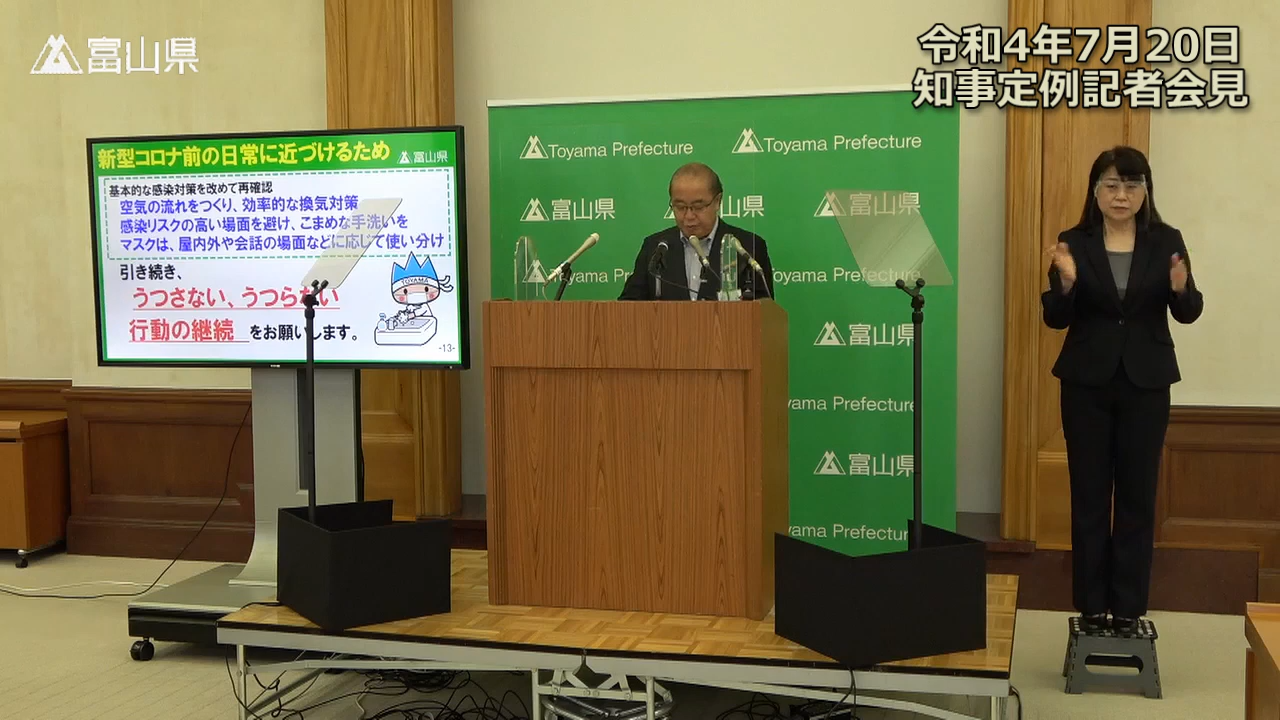 富山県
令和4年7月20日
知事定例記者会見
新型コロナ前の日常に近づけるため
富山県
基本的な感染対策を改めて再確認
空気の流れをつくり、効率的な換気対策
感染リスクの高い場面を避け、こまめな手洗いを
マスクは、屋内外や会話の場面などに応じて使い分け
引き続き、
うつさない、うつらない
行動の継続 をお願いします。
TOYAMA
-13-
Toyama Prefecture
Toyama Prefecture
富山県
山県
富山県
yama Prefecture
富山県
yama Prefecture
富山県
yama Prefecture